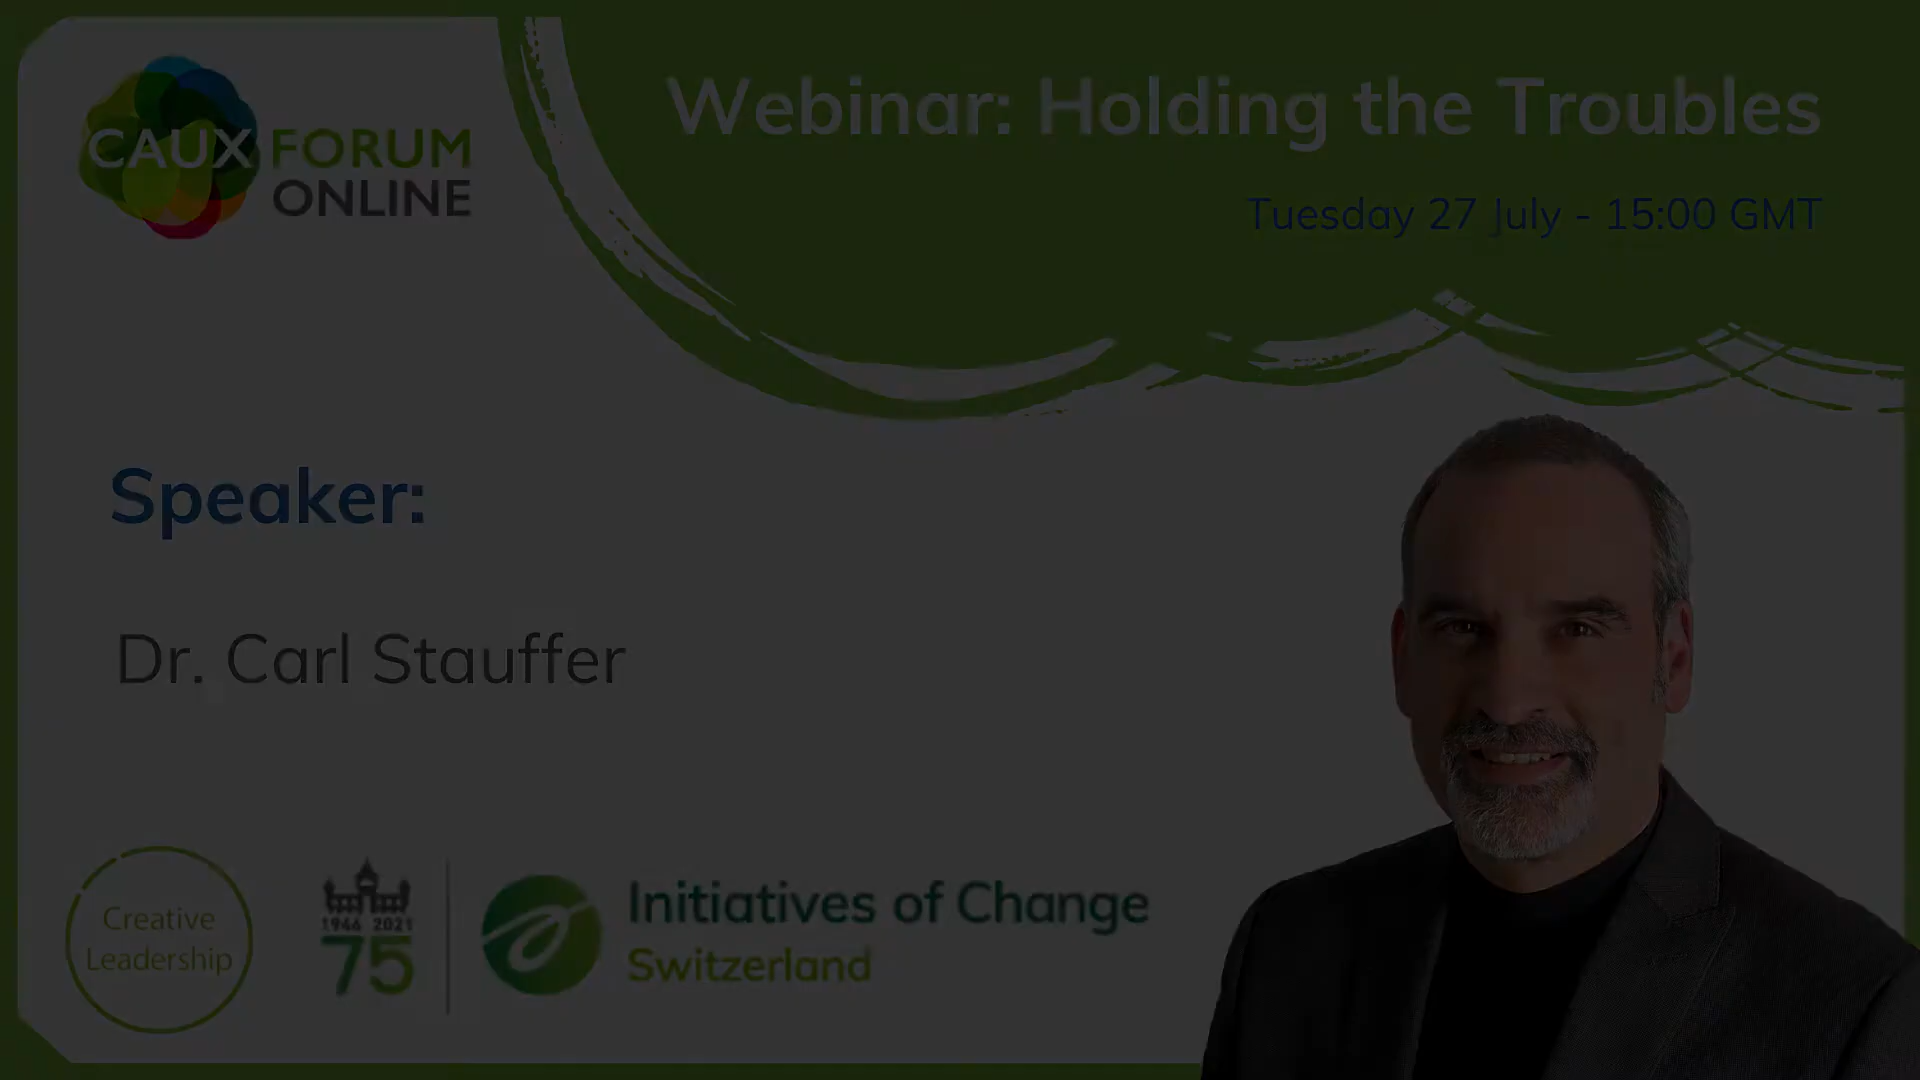 CAUX FORUM
ONLINE
Webinar: Holding the Troubles
Tuesday 27 July - 15:00 GMT
Speaker:
Dr. Carl Stauffer
Creative
Leadership
1946 2021
75
Initiatives of Change
Switzerland